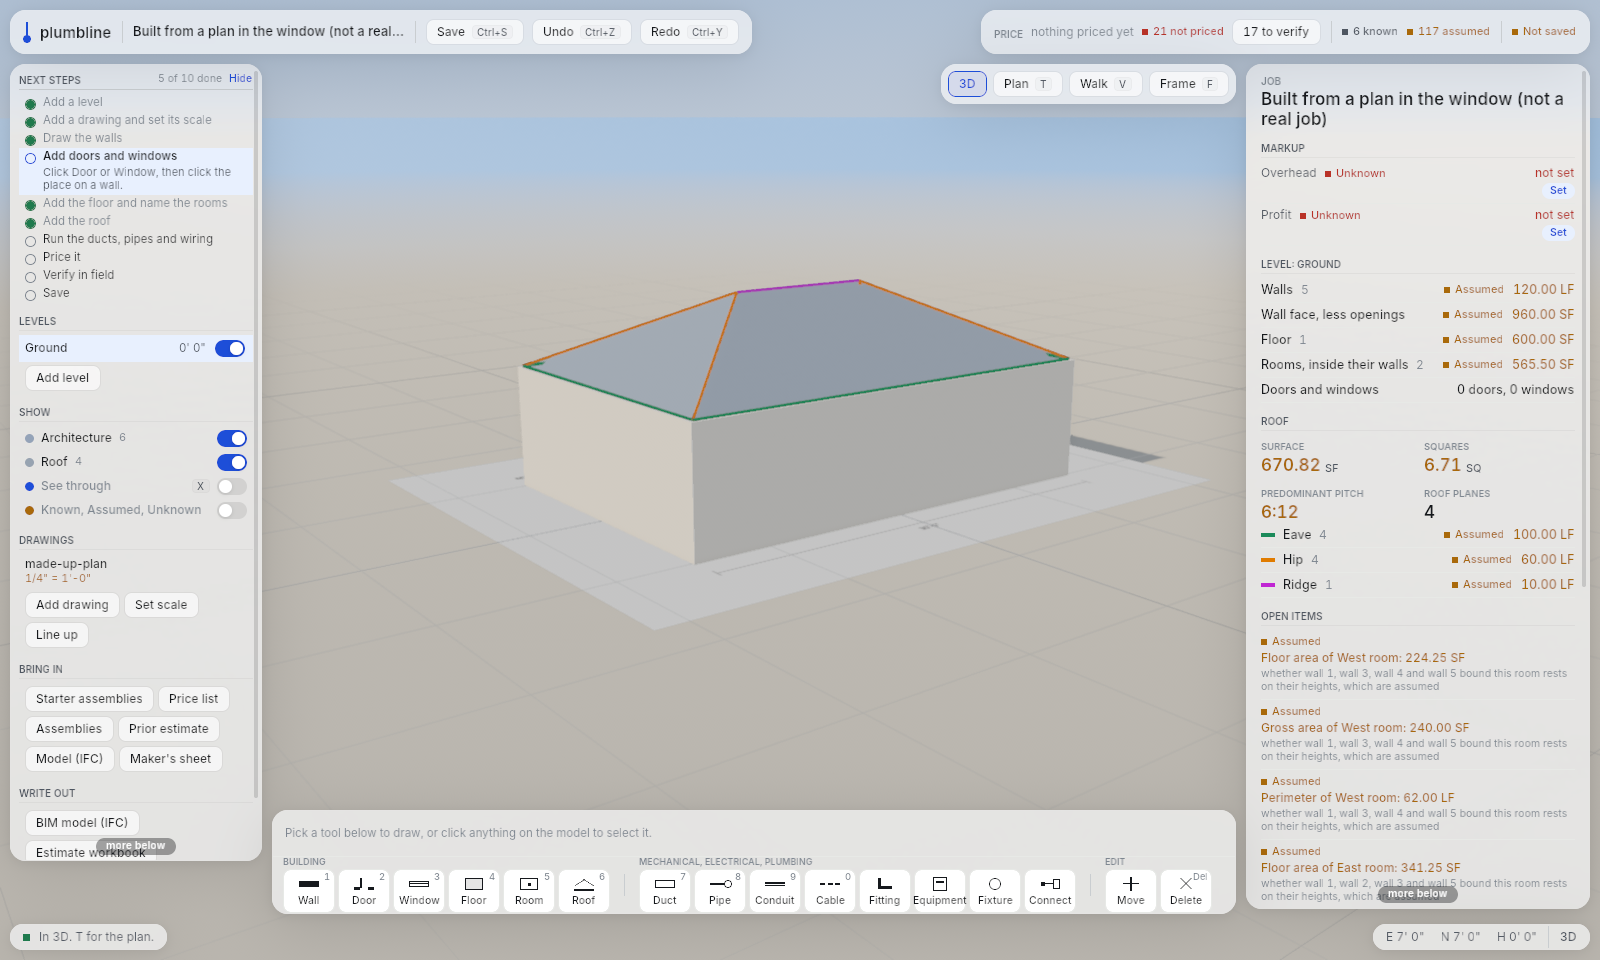 plumbline
Built from a plan in the window (not a real...
Save Ctrl+S
Undo Ctrl+Z
Redo Ctrl+Y
PRICE nothing priced yet
21 not priced
17 to verify
6 known
117 assumed
Not saved
NEXT STEPS
5 of 10 done Hide
Add a level
Add a drawing and set its scale
Draw the walls
Add doors and windows
Click Door or Window, then click the
place on a wall.
Add the floor and name the rooms
Add the roof
Run the ducts, pipes and wiring
Price it
Verify in field
Save
LEVELS
Ground 0' 0"
Add level
SHOW
Architecture 6
Roof 4
See through X
Known, Assumed, Unknown
DRAWINGS
made-up-plan
1/4" = 1'-0"
Add drawing Set scale
Line up
BRING IN
Starter assemblies Price list
Assemblies Prior estimate
Model (IFC) Maker's sheet
WRITE OUT
BIM model (IFC)
more below
Estimate workbook
In 3D. T for the plan.
3D
Plan T
Walk V
Frame F
Pick a tool below to draw, or click anything on the model to select it.
BUILDING
1 Wall
2 Door
3 Window
4 Floor
5 Room
6 Roof
MECHANICAL, ELECTRICAL, PLUMBING
7 Duct
8 Pipe
9 Conduit
0 Cable
Fitting
Equipment
Fixture
Connect
EDIT
Move
Del Delete
JOB
Built from a plan in the window (not a
real job)
MARKUP
Overhead Unknown not set
Set
Profit Unknown not set
Set
LEVEL: GROUND
Walls 5 Assumed 120.00 LF
Wall face, less openings Assumed 960.00 SF
Floor 1 Assumed 600.00 SF
Rooms, inside their walls 2 Assumed 565.50 SF
Doors and windows 0 doors, 0 windows
ROOF
SURFACE SQUARES
670.82 SF 6.71 SQ
PREDOMINANT PITCH ROOF PLANES
6:12 4
Eave 4 Assumed 100.00 LF
Hip 4 Assumed 60.00 LF
Ridge 1 Assumed 10.00 LF
OPEN ITEMS
Assumed
Floor area of West room: 224.25 SF
whether wall 1, wall 3, wall 4 and wall 5 bound this room rests
on their heights, which are assumed
Assumed
Gross area of West room: 240.00 SF
whether wall 1, wall 3, wall 4 and wall 5 bound this room rests
on their heights, which are assumed
Assumed
Perimeter of West room: 62.00 LF
whether wall 1, wall 3, wall 4 and wall 5 bound this room rests
on their heights, which are assumed
Assumed
Floor area of East room: 341.25 SF
whether wall 1, wall 2, wall 3 and wall 5 bound this room rests
on their heights, which
more below
E 7' 0" N 7' 0" H 0' 0" 3D